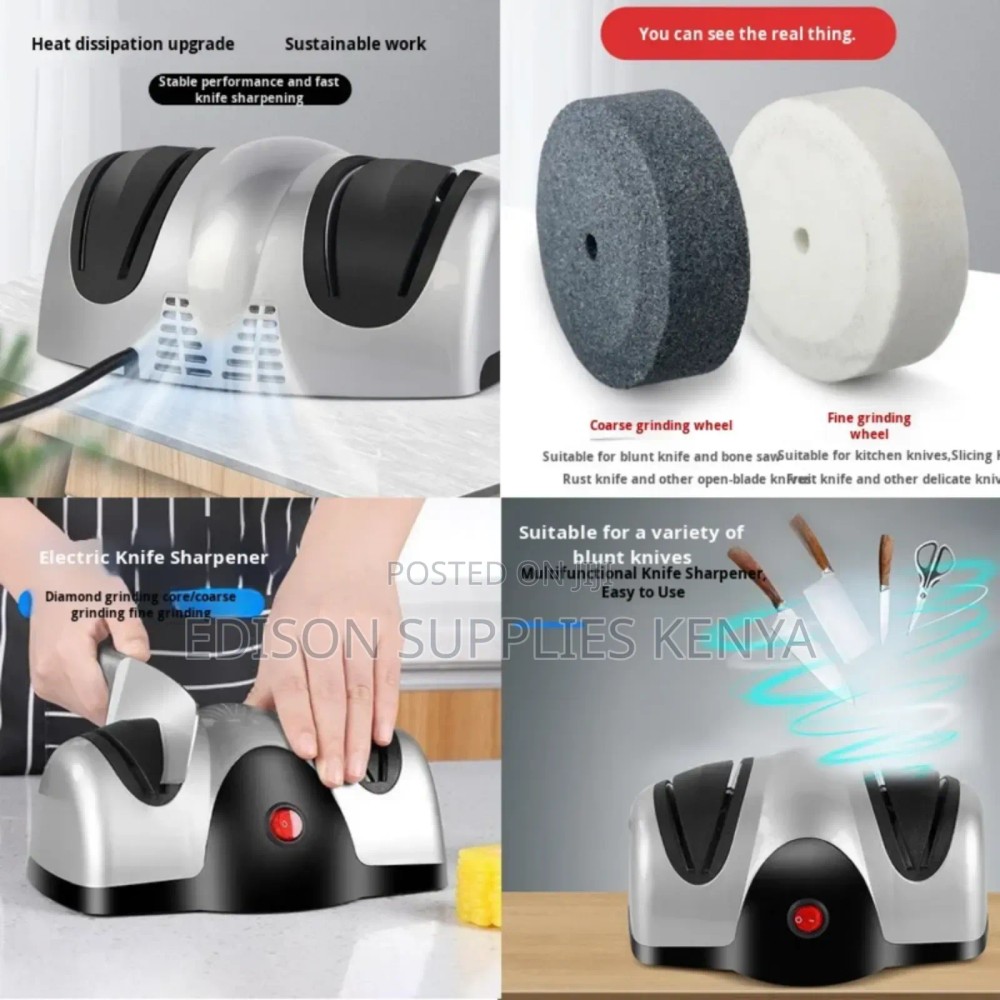 Heat dissipation upgrade
Sustainable work
Stable performance and fast
knife sharpening
You can see the real thing.
Coarse grinding wheel
Fine grinding
wheel
Suitable for blunt knife and bone saw
Suitable for kitchen knives,Slicing
Rust knife and other open-blade knives
Fruit knife and other delicate
Electric Knife Sharpener
Diamond grinding core/coarse
grinding fine grinding
Suitable for a variety of
blunt knives
Multifunctional Knife Sharpener,
Easy to Use
POSTED ON Jiji
EDISON SUPPLIES KENYA